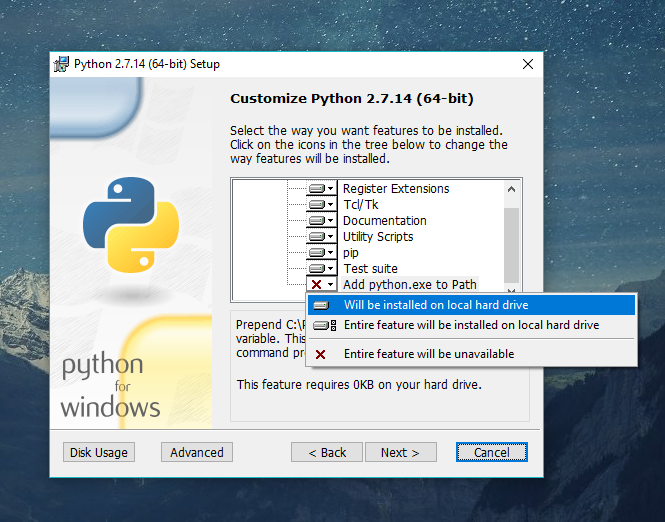 Python 2.7.14 (64-bit) Setup
Customize Python 2.7.14 (64-bit)
Select the way you want features to be installed.
Click on the icons in the tree below to change the
way features will be installed.
Register Extensions
Tcl/Tk
Documentation
Utility Scripts
pip
Test suite
Add python.exe to Path
Will be installed on local hard drive
Entire feature will be installed on local hard drive
Entire feature will be unavailable
Prepend
variable. This
command
This feature requires 0KB on your hard drive.
python
for
windows
Disk Usage
Advanced
< Back
Next >
Cancel